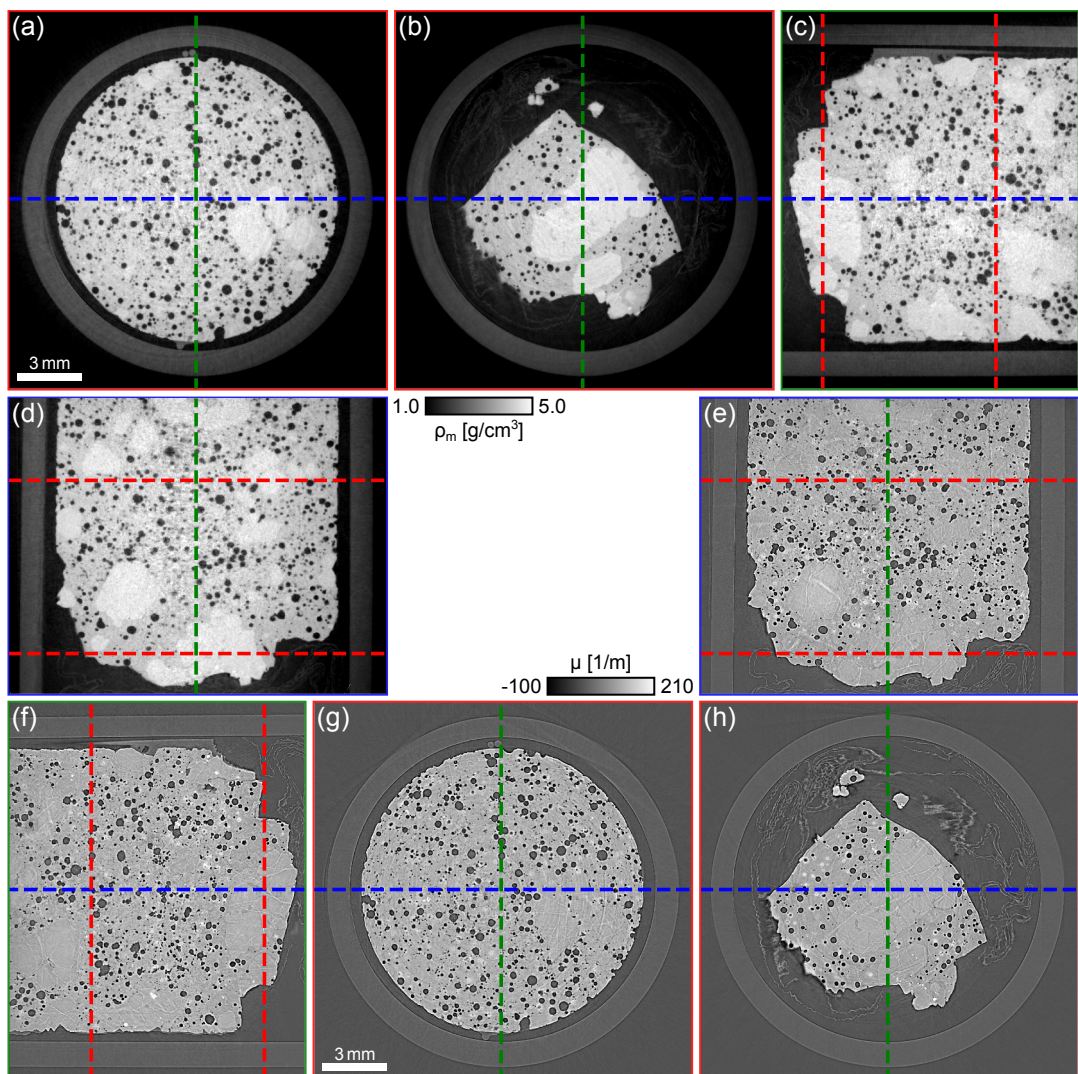 (a)
(b)
(c)
3 mm
(d)
1.0 5.0
ρm [g/cm³]
(e)
μ [1/m]
-100 210
(f)
(g)
(h)
3 mm